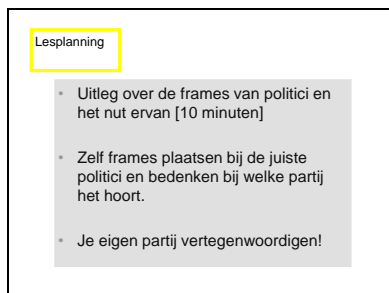 Lesplanning
• Uitleg over de frames van politici en
het nut ervan [10 minuten]
• Zelf frames plaatsen bij de juiste
politici en bedenken bij welke partij
het hoort.
• Je eigen partij vertegenwoordigen!